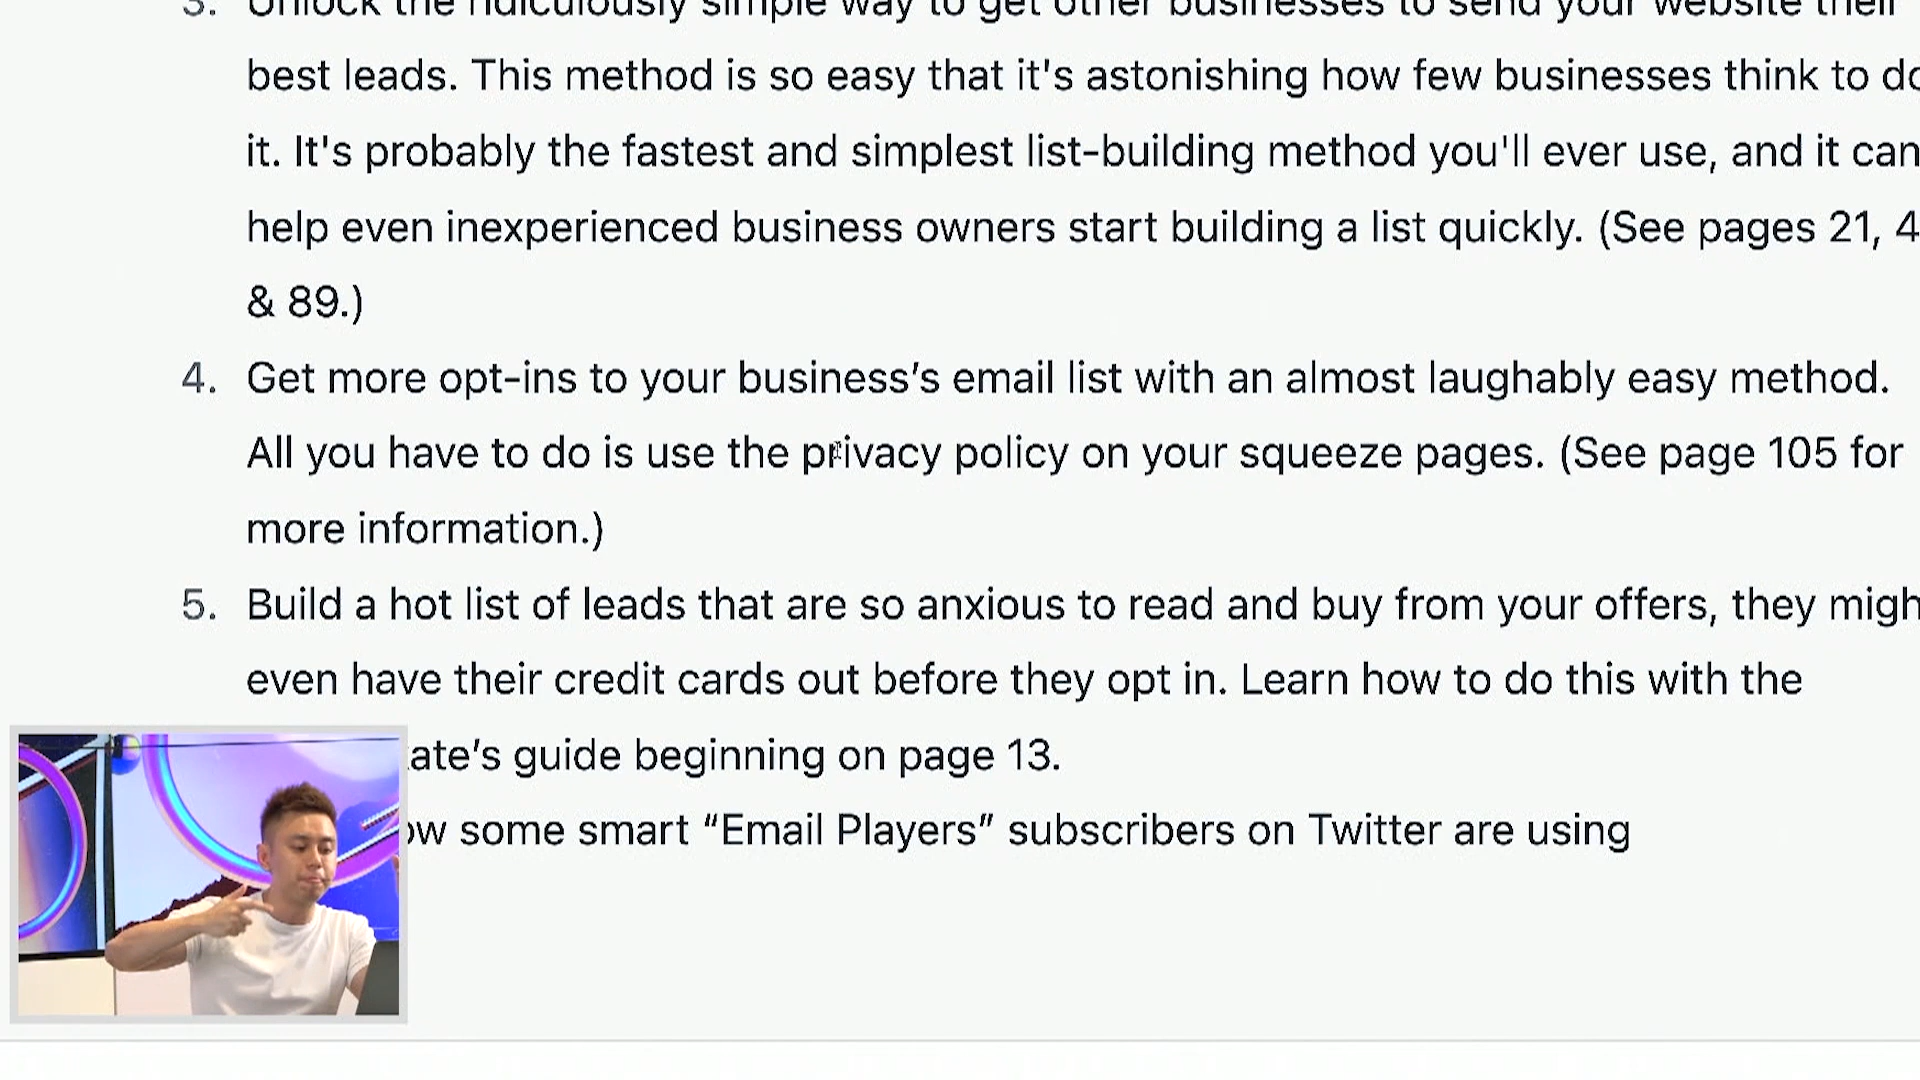 3. Unlock the ridiculously simple way to get other businesses to send your website their
best leads. This method is so easy that it's astonishing how few businesses think to do
it. It's probably the fastest and simplest list-building method you'll ever use, and it can
help even inexperienced business owners start building a list quickly. (See pages 21, 4
& 89.)
4. Get more opt-ins to your business’s email list with an almost laughably easy method.
All you have to do is use the privacy policy on your squeeze pages. (See page 105 for
more information.)
5. Build a hot list of leads that are so anxious to read and buy from your offers, they migh
even have their credit cards out before they opt in. Learn how to do this with the
ate’s guide beginning on page 13.
ow some smart “Email Players” subscribers on Twitter are using